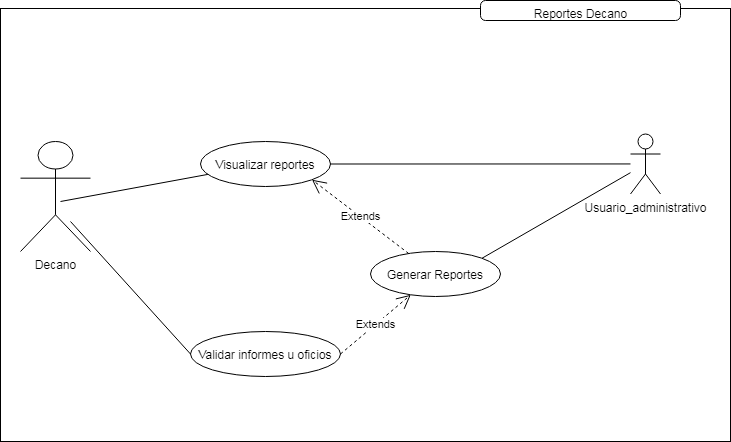 Reportes Decano
Visualizar reportes
Usuario_administrativo
Extends
Decano
Generar Reportes
Extends
Validar informes u oficios